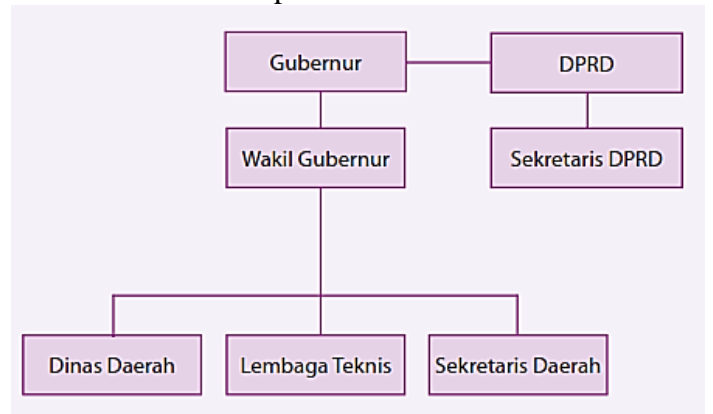 Gubernur
DPRD
Wakil Gubernur
Sekretaris DPRD
Dinas Daerah
Lembaga Teknis
Sekretaris Daerah